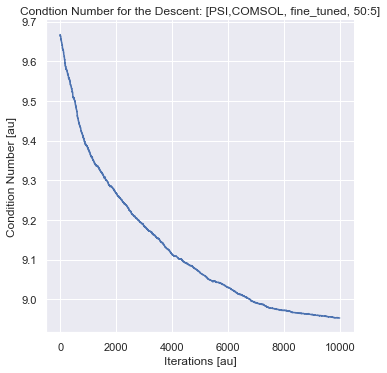 Condtion Number for the Descent: [PSI,COMSOL, fine_tuned, 50:5]
9.7
9.6
9.5
9.4
9.3
9.2
9.1
9.0
Condition Number [au]
0 2000 4000 6000 8000 10000
Iterations [au]